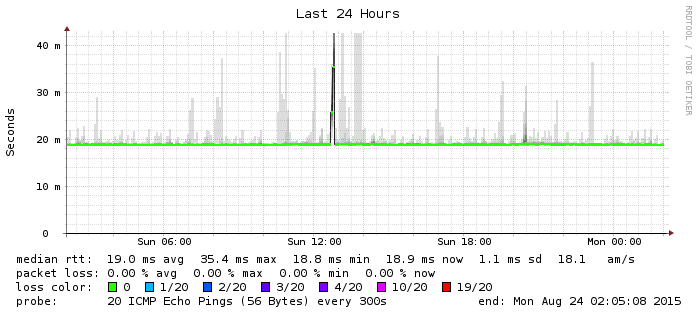 Last 24 Hours
RRDTOOL / TOBI OETIKER
Seconds
40 m
30 m
20 m
10 m
0
Sun 06:00 Sun 12:00 Sun 18:00 Mon 00:00
median rtt: 19.0 ms avg 35.4 ms max 18.8 ms min 18.9 ms now 1.1 ms sd 18.1 am/s
packet loss: 0.00 % avg 0.00 % max 0.00 % min 0.00 % now
loss color: 0 1/20 2/20 3/20 4/20 10/20 19/20
probe: 20 ICMP Echo Pings (56 Bytes) every 300s end: Mon Aug 24 02:05:08 2015